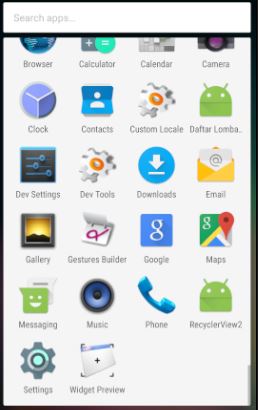 Search apps...
Browser
Calculator
Calendar
Camera
Clock
Contacts
Custom Locale
Daftar Lomba..
Dev Settings
Dev Tools
Downloads
Email
Gallery
Gestures Builder
Google
Maps
Messaging
Music
Phone
RecyclerView2
Settings
Widget Preview